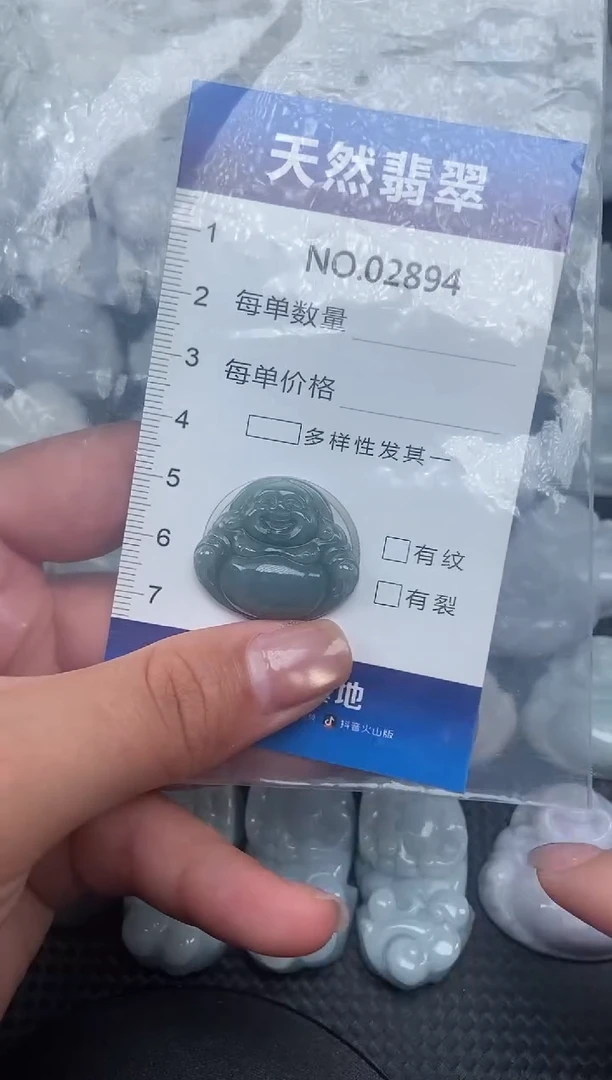 天然翡翠
NO.02894
1
2
3
4
5
6
7
每单数量
每单价格
多样性发其一
有纹
有裂
地
抖音火山版